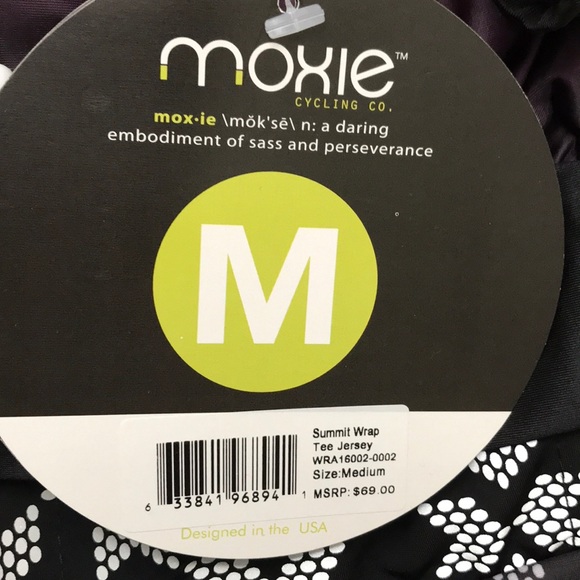 moxie™
CYCLING CO.
mox·ie \mŏk'sē\ n: a daring
embodiment of sass and perseverance
M
Summit Wrap
Tee Jersey
WRA16002-0002
Size:Medium
MSRP: $69.00
6 33841 96894 1
Designed in the USA